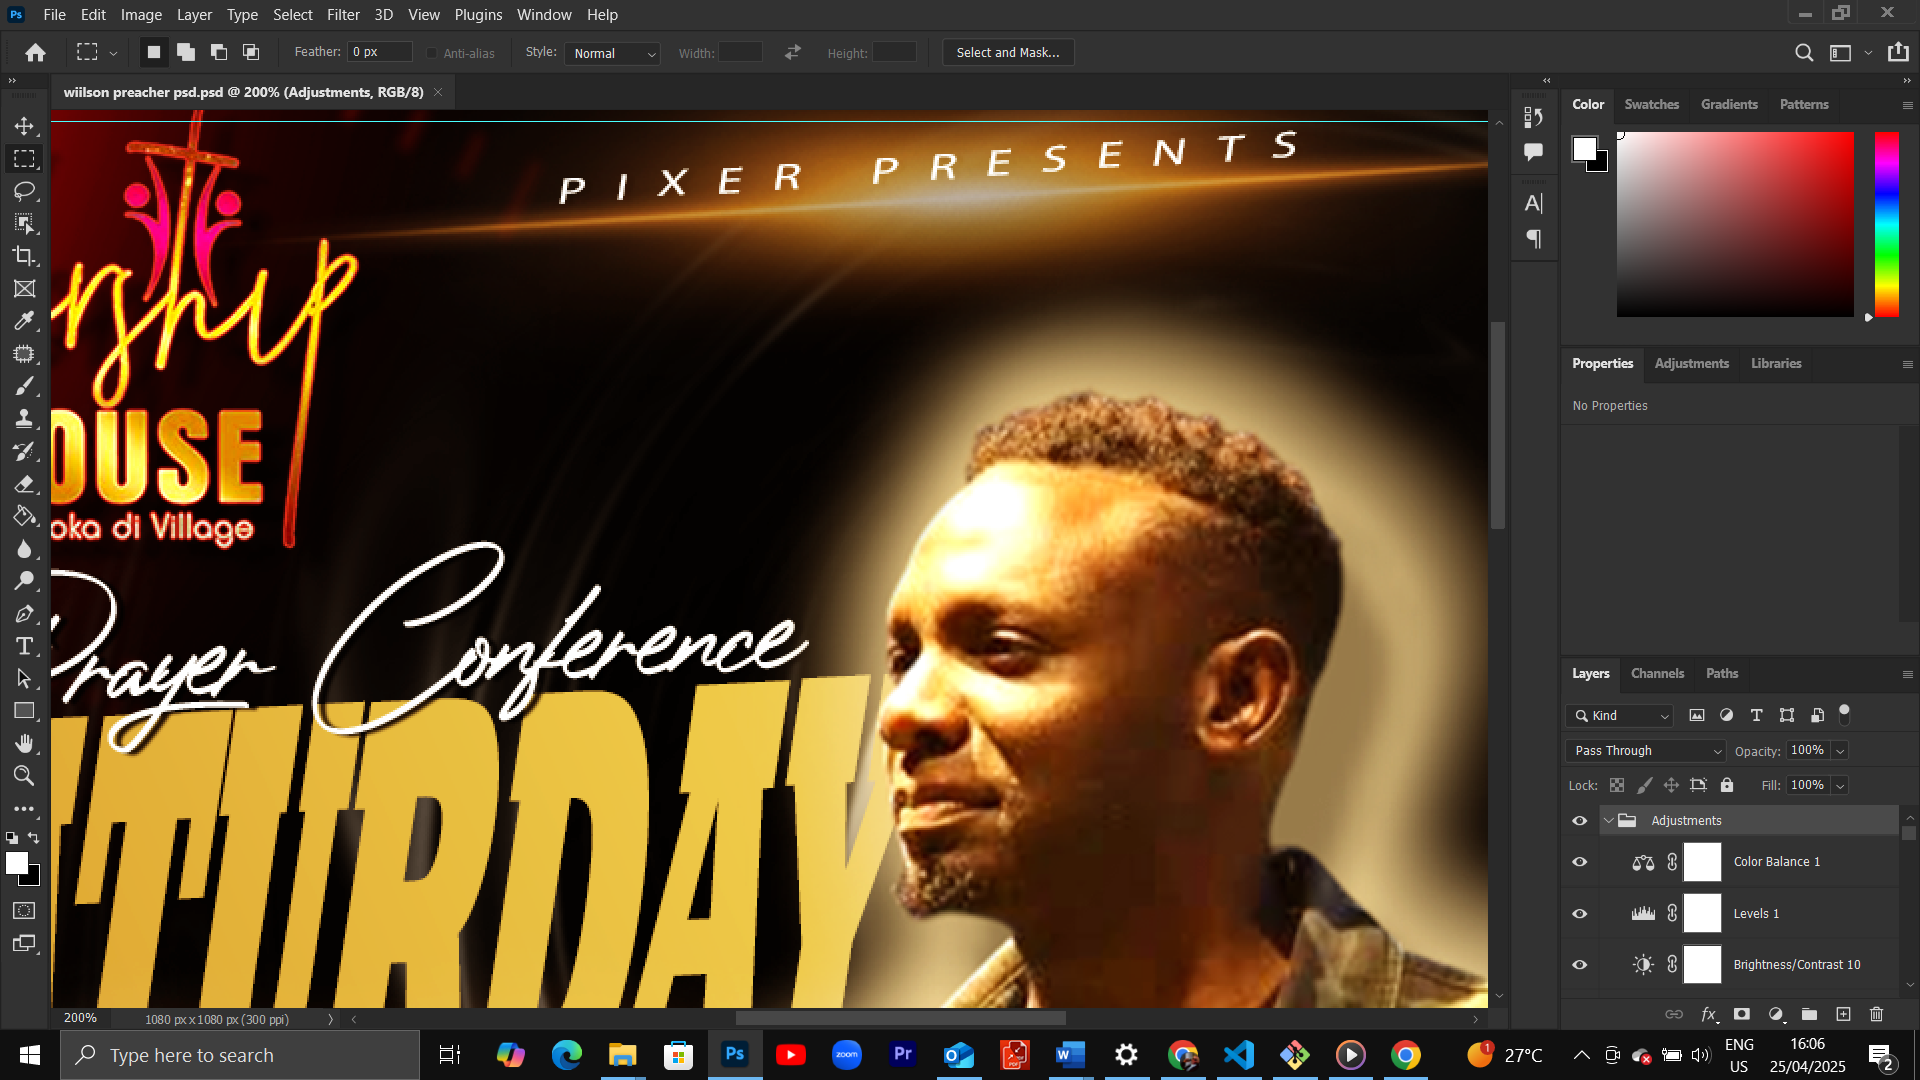 File Edit Image Layer Type Select Filter 3D View Plugins Window Help
Feather: 0 px Anti-alias Style: Normal Width: Height: Select and Mask...
wiilson preacher psd.psd @ 200% (Adjustments, RGB/8)
Color Swatches Gradients Patterns
PIXER PRESENTS
rship
OUSE
oka di Village
Prayer Conference
TURDAY
Properties Adjustments Libraries
No Properties
Layers Channels Paths
Kind
Pass Through Opacity: 100%
Lock: Fill: 100%
Adjustments
Color Balance 1
Levels 1
Brightness/Contrast 10
200% 1080 px x 1080 px (300 ppi)
Type here to search
27°C
ENG
US
16:06
25/04/2025
2